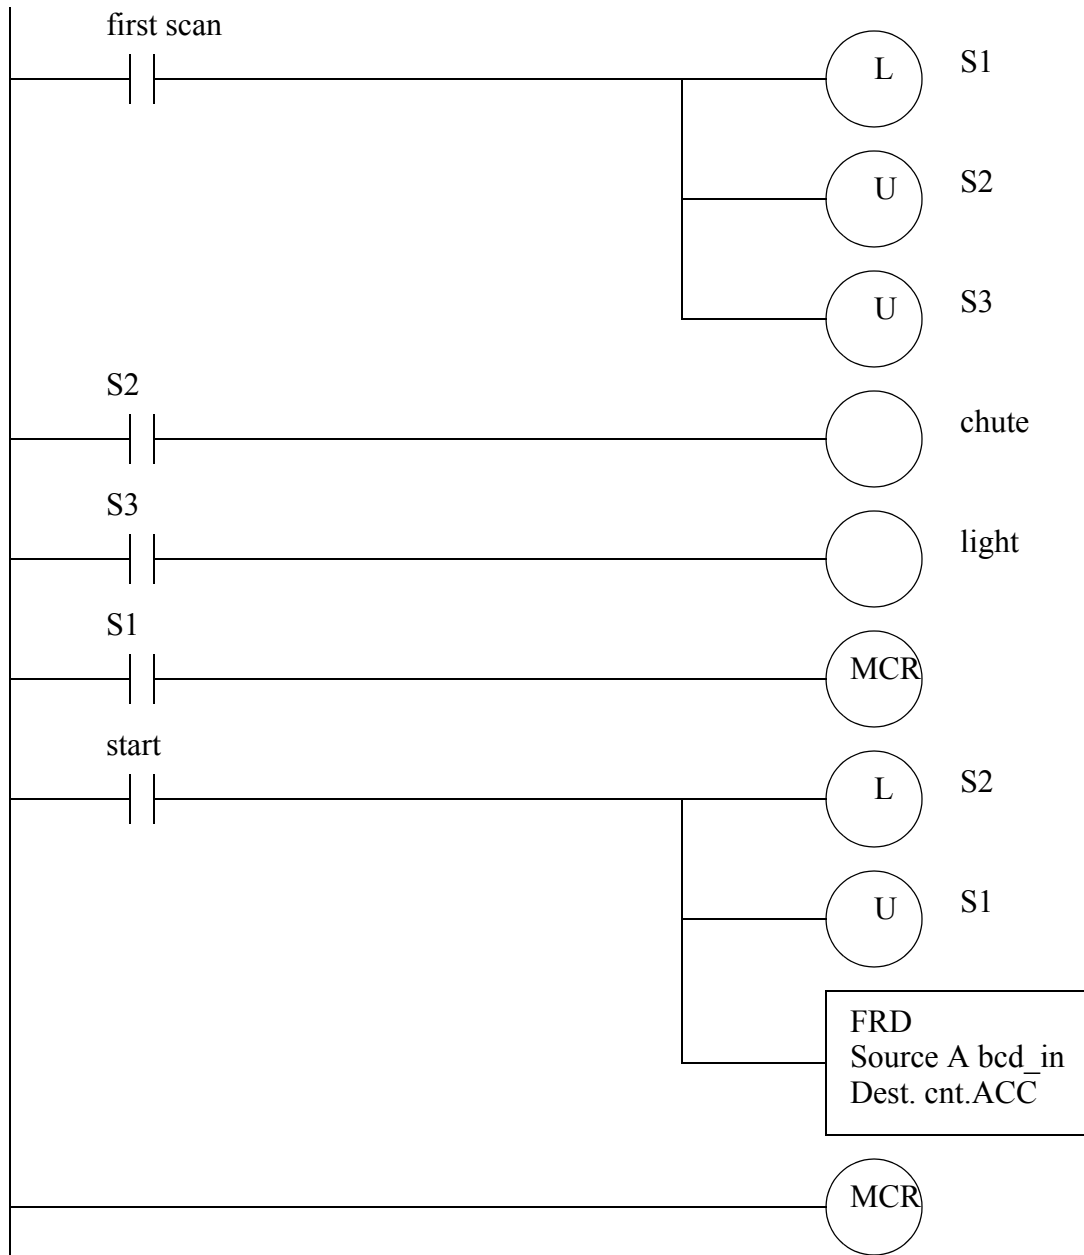 first scan
L S1
U S2
U S3
S2
chute
S3
light
S1
MCR
start
L S2
U S1
FRD
Source A bcd_in
Dest. cnt.ACC
MCR